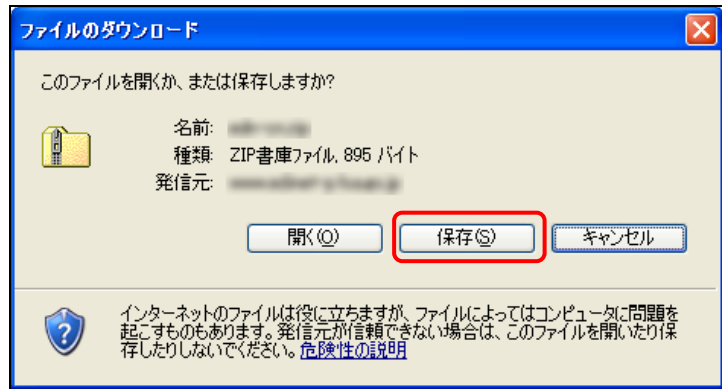 ファイルのダウンロード
このファイルを開くか、または保存しますか?
名前:
種類: ZIP書庫ファイル, 895 バイト
発信元:
開く(O) 保存(S) キャンセル
インターネットのファイルは役に立ちますが、ファイルによってはコンピュータに問題を
起こすものもあります。発信元が信頼できない場合は、このファイルを開いたり保
存したりしないでください。危険性の説明